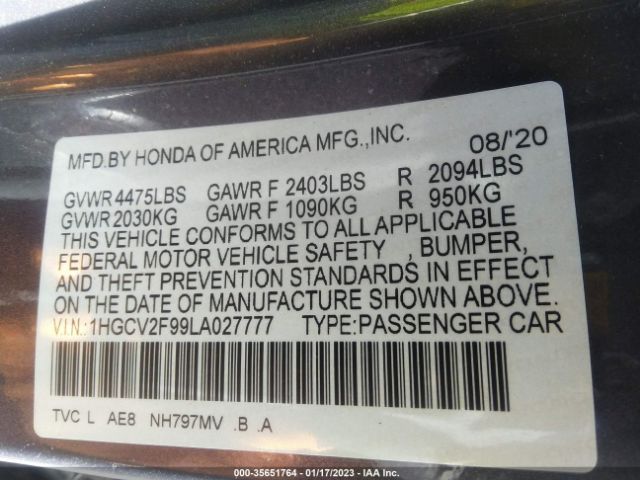 MFD.BY HONDA OF AMERICA MFG.,INC. 08/'20
GVWR 4475LBS GAWR F 2403LBS R 2094LBS
GVWR 2030KG GAWR F 1090KG R 950KG
THIS VEHICLE CONFORMS TO ALL APPLICABLE
FEDERAL MOTOR VEHICLE SAFETY , BUMPER,
AND THEFT PREVENTION STANDARDS IN EFFECT
ON THE DATE OF MANUFACTURE SHOWN ABOVE.
V.I.N.:1HGCV2F99LA027777 TYPE:PASSENGER CAR
TVC L AE8 NH797MV .B .A
00-35651764 - 01/17/2023 - IAA Inc.